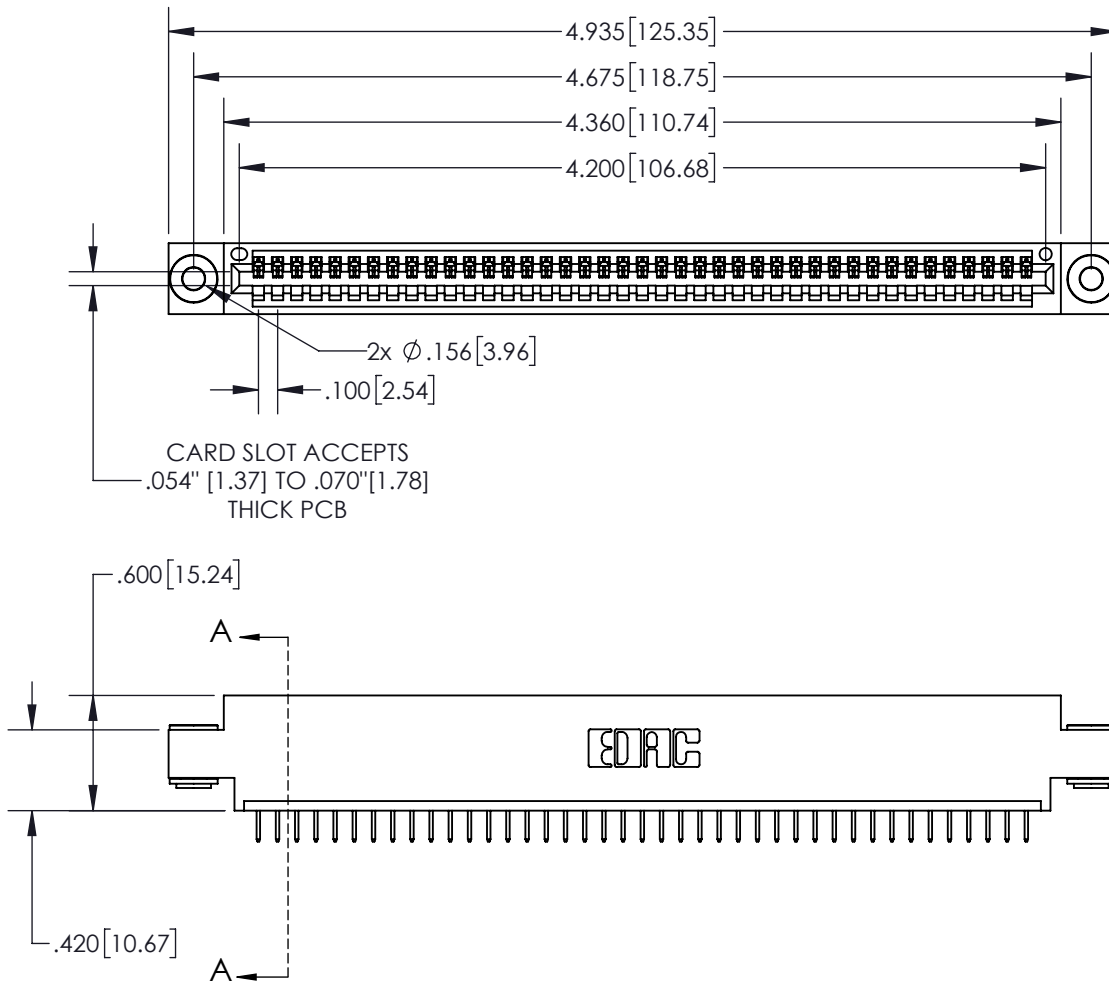 4.935[125.35]
4.675[118.75]
4.360[110.74]
4.200[106.68]
2x Ø .156[3.96]
.100[2.54]
CARD SLOT ACCEPTS
.054" [1.37] TO .070"[1.78]
THICK PCB
.600[15.24]
A
EDAC
.420[10.67]
A